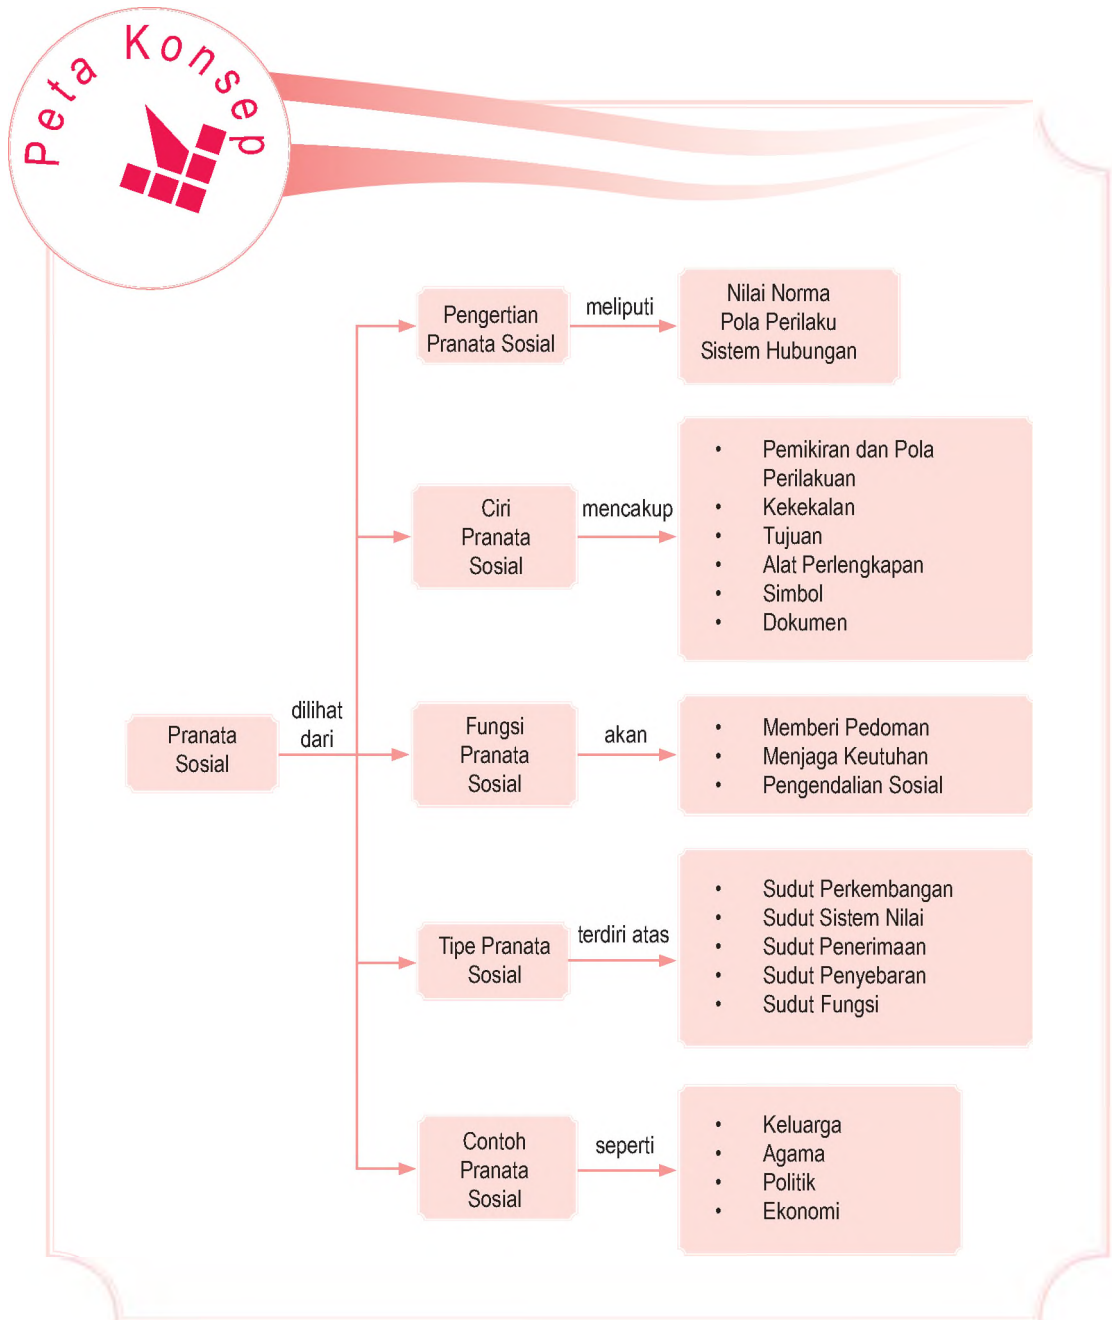 Peta Konsep
Pranata
Sosial
dilihat
dari
Pengertian
Pranata Sosial
meliputi
Nilai Norma
Pola Perilaku
Sistem Hubungan
Ciri
Pranata
Sosial
mencakup
• Pemikiran dan Pola
Perilakuan
• Kekekalan
• Tujuan
• Alat Perlengkapan
• Simbol
• Dokumen
Fungsi
Pranata
Sosial
akan
• Memberi Pedoman
• Menjaga Keutuhan
• Pengendalian Sosial
Tipe Pranata
Sosial
terdiri atas
• Sudut Perkembangan
• Sudut Sistem Nilai
• Sudut Penerimaan
• Sudut Penyebaran
• Sudut Fungsi
Contoh
Pranata
Sosial
seperti
• Keluarga
• Agama
• Politik
• Ekonomi